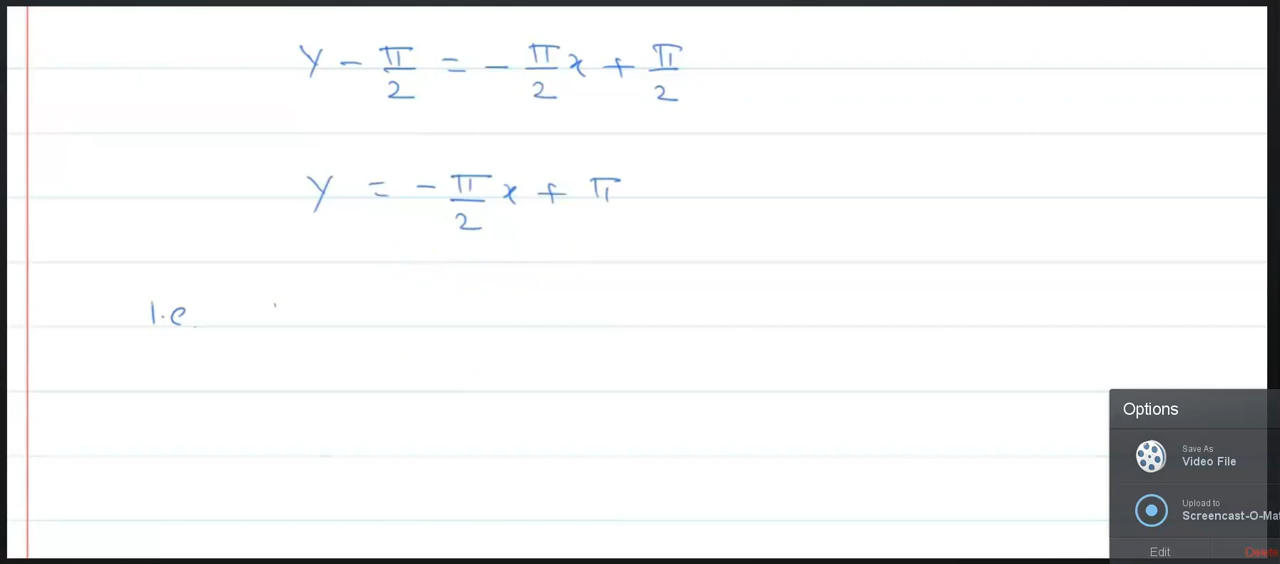 y - π/2 = - π/2 x + π/2
y = - π/2 x + π
i.e
Options
Save As
Video File
Upload to
Edit